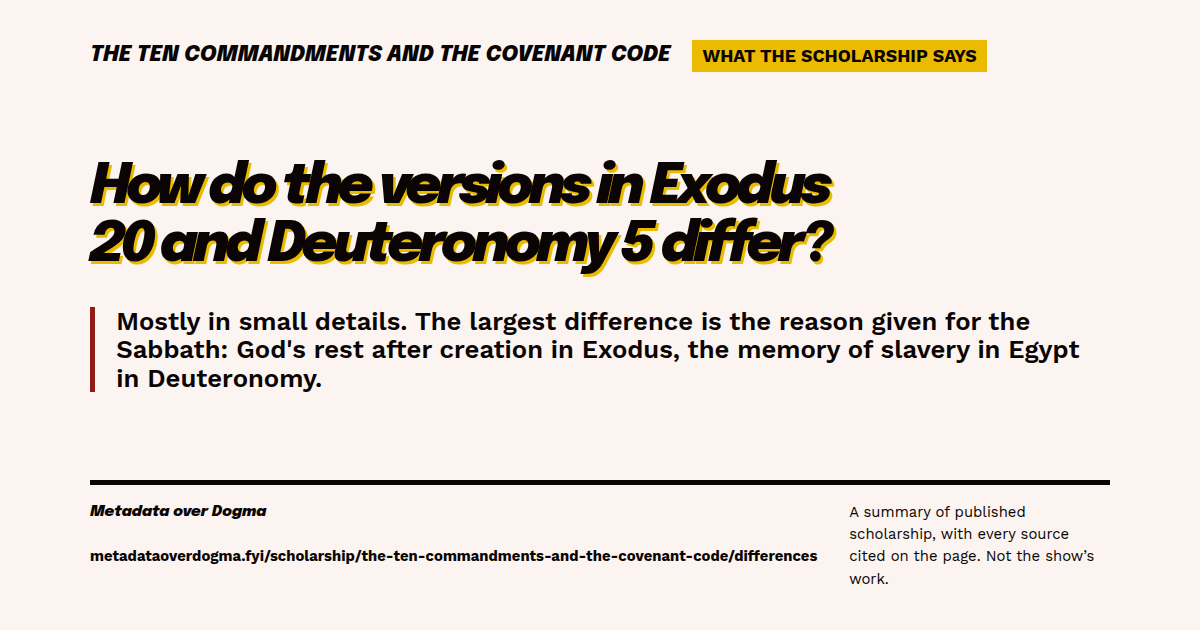 THE TEN COMMANDMENTS AND THE COVENANT CODE
WHAT THE SCHOLARSHIP SAYS
How do the versions in Exodus
20 and Deuteronomy 5 differ?
Mostly in small details. The largest difference is the reason given for the
Sabbath: God's rest after creation in Exodus, the memory of slavery in Egypt
in Deuteronomy.
Metadata over Dogma
metadataoverdogma.fyi/scholarship/the-ten-commandments-and-the-covenant-code/differences
A summary of published
scholarship, with every source
cited on the page. Not the show’s
work.